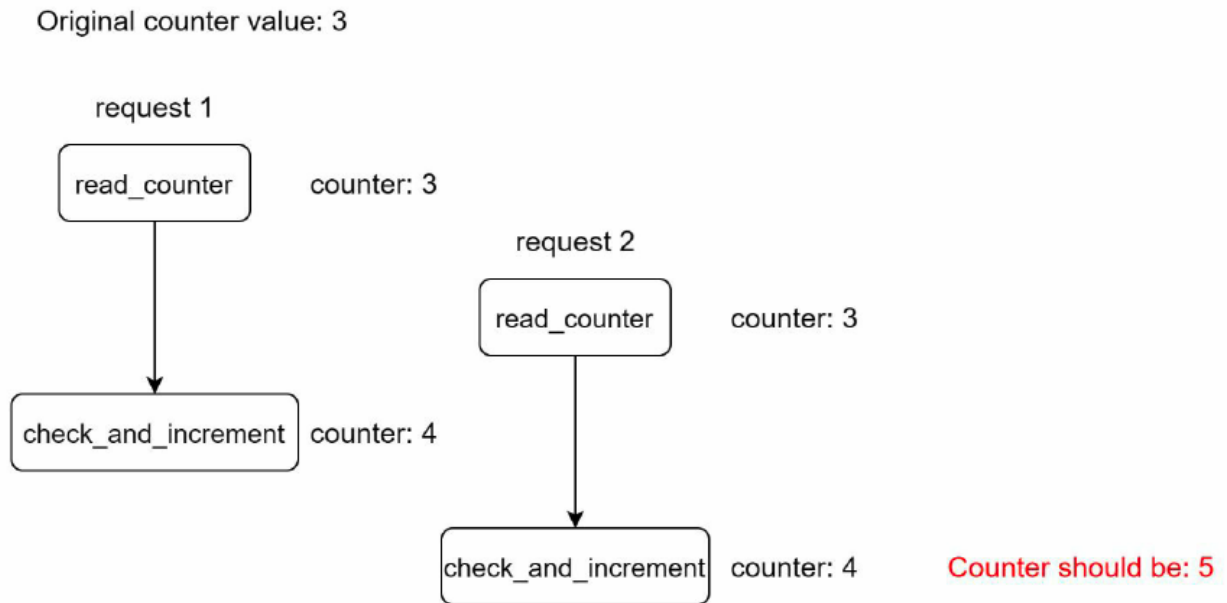 Original counter value: 3
request 1
read_counter
counter: 3
request 2
read_counter
counter: 3
check_and_increment
counter: 4
check_and_increment
counter: 4
Counter should be: 5